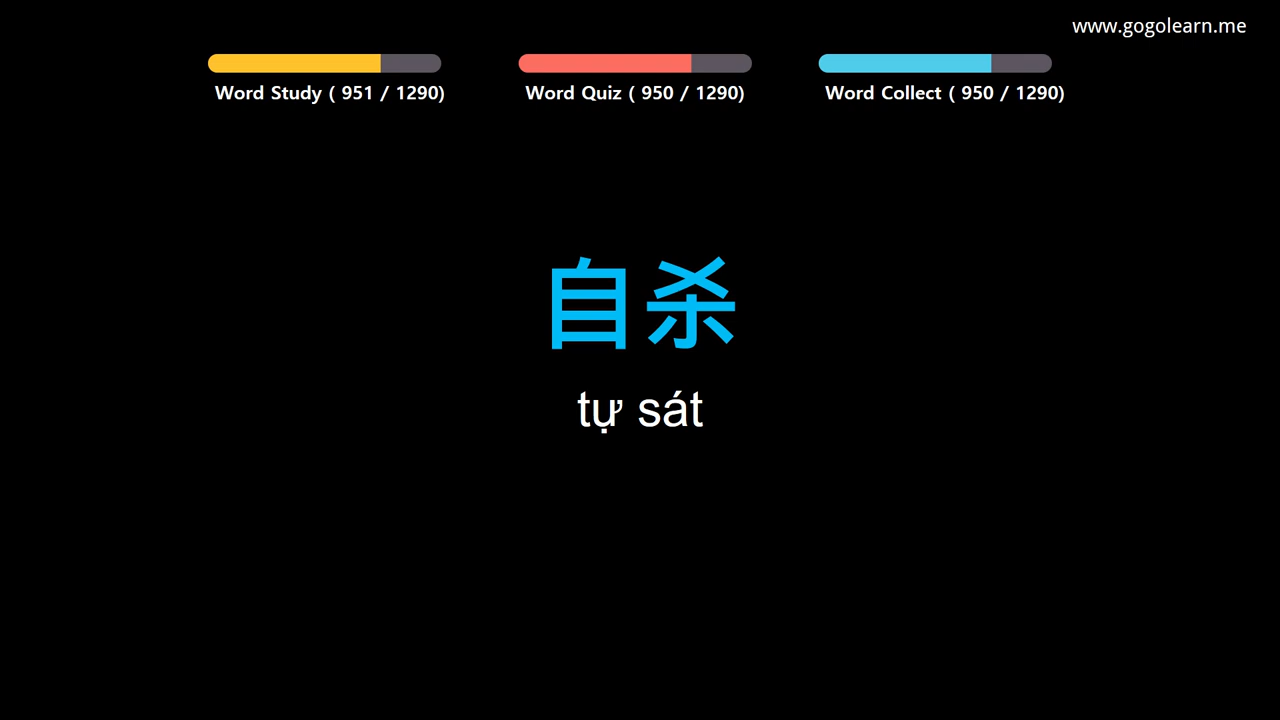 www.gogolearn.me
Word Study ( 951 / 1290)
Word Quiz ( 950 / 1290)
Word Collect ( 950 / 1290)
自杀
tự sát